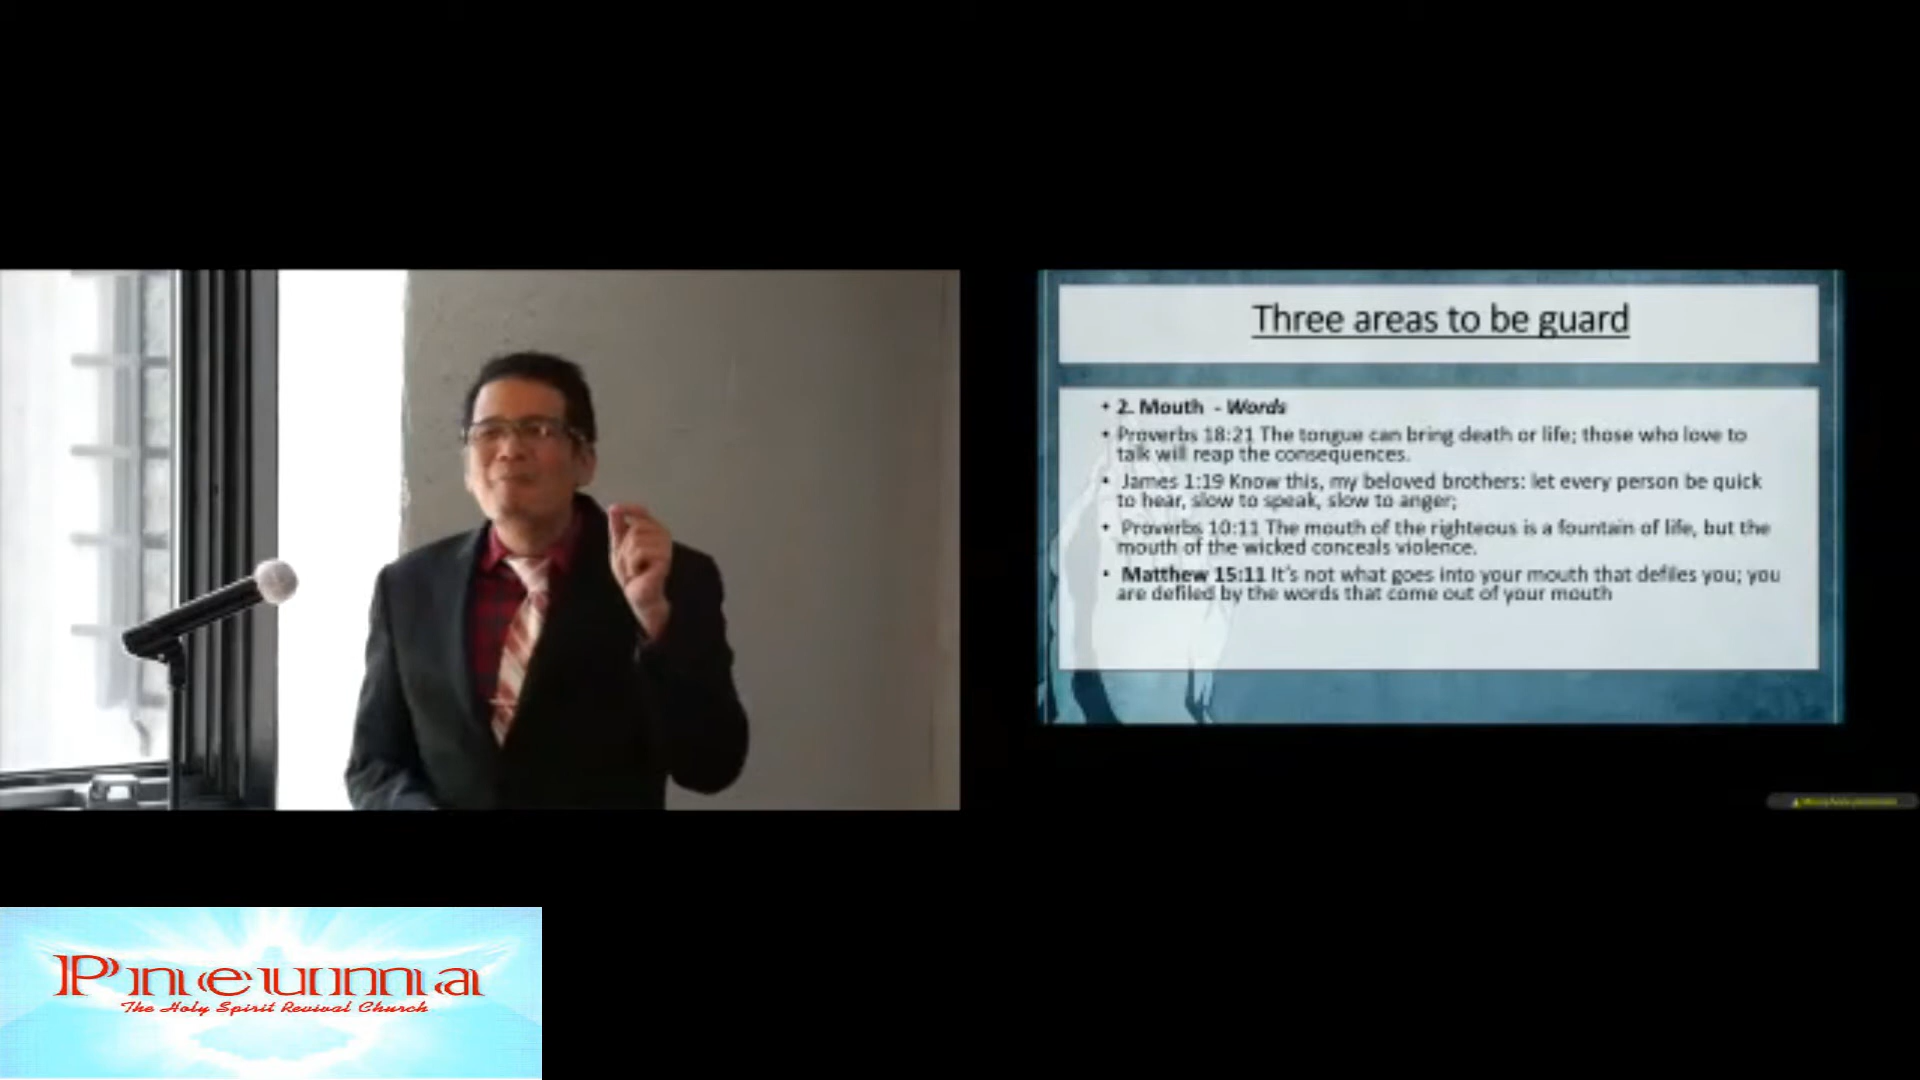 Three areas to be guard
• 2. Mouth - Words
• Proverbs 18:21 The tongue can bring death or life; those who love to
talk will reap the consequences.
• James 1:19 Know this, my beloved brothers: let every person be quick
to hear, slow to speak, slow to anger;
• Proverbs 10:11 The mouth of the righteous is a fountain of life, but the
mouth of the wicked conceals violence.
• Matthew 15:11 It's not what goes into your mouth that defiles you; you
are defiled by the words that come out of your mouth
Pneuma
The Holy Spirit Revival Church